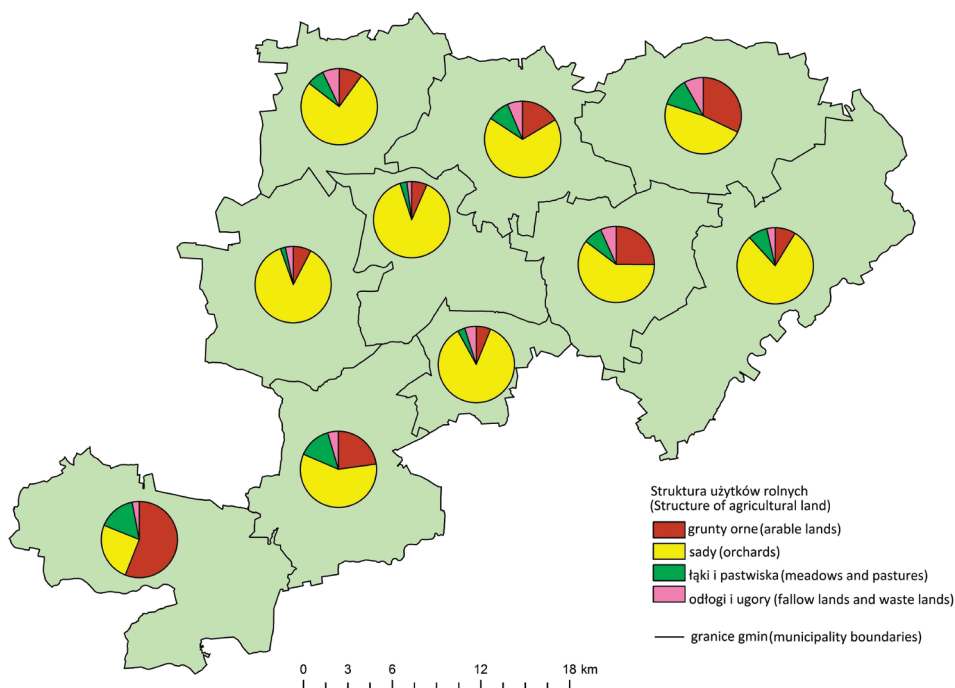 Struktura użytków rolnych
(Structure of agricultural land)
grunty orne (arable lands)
sady (orchards)
łąki i pastwiska (meadows and pastures)
odłogi i ugory (fallow lands and waste lands)
granice gmin (municipality boundaries)
0 3 6 12 18 km